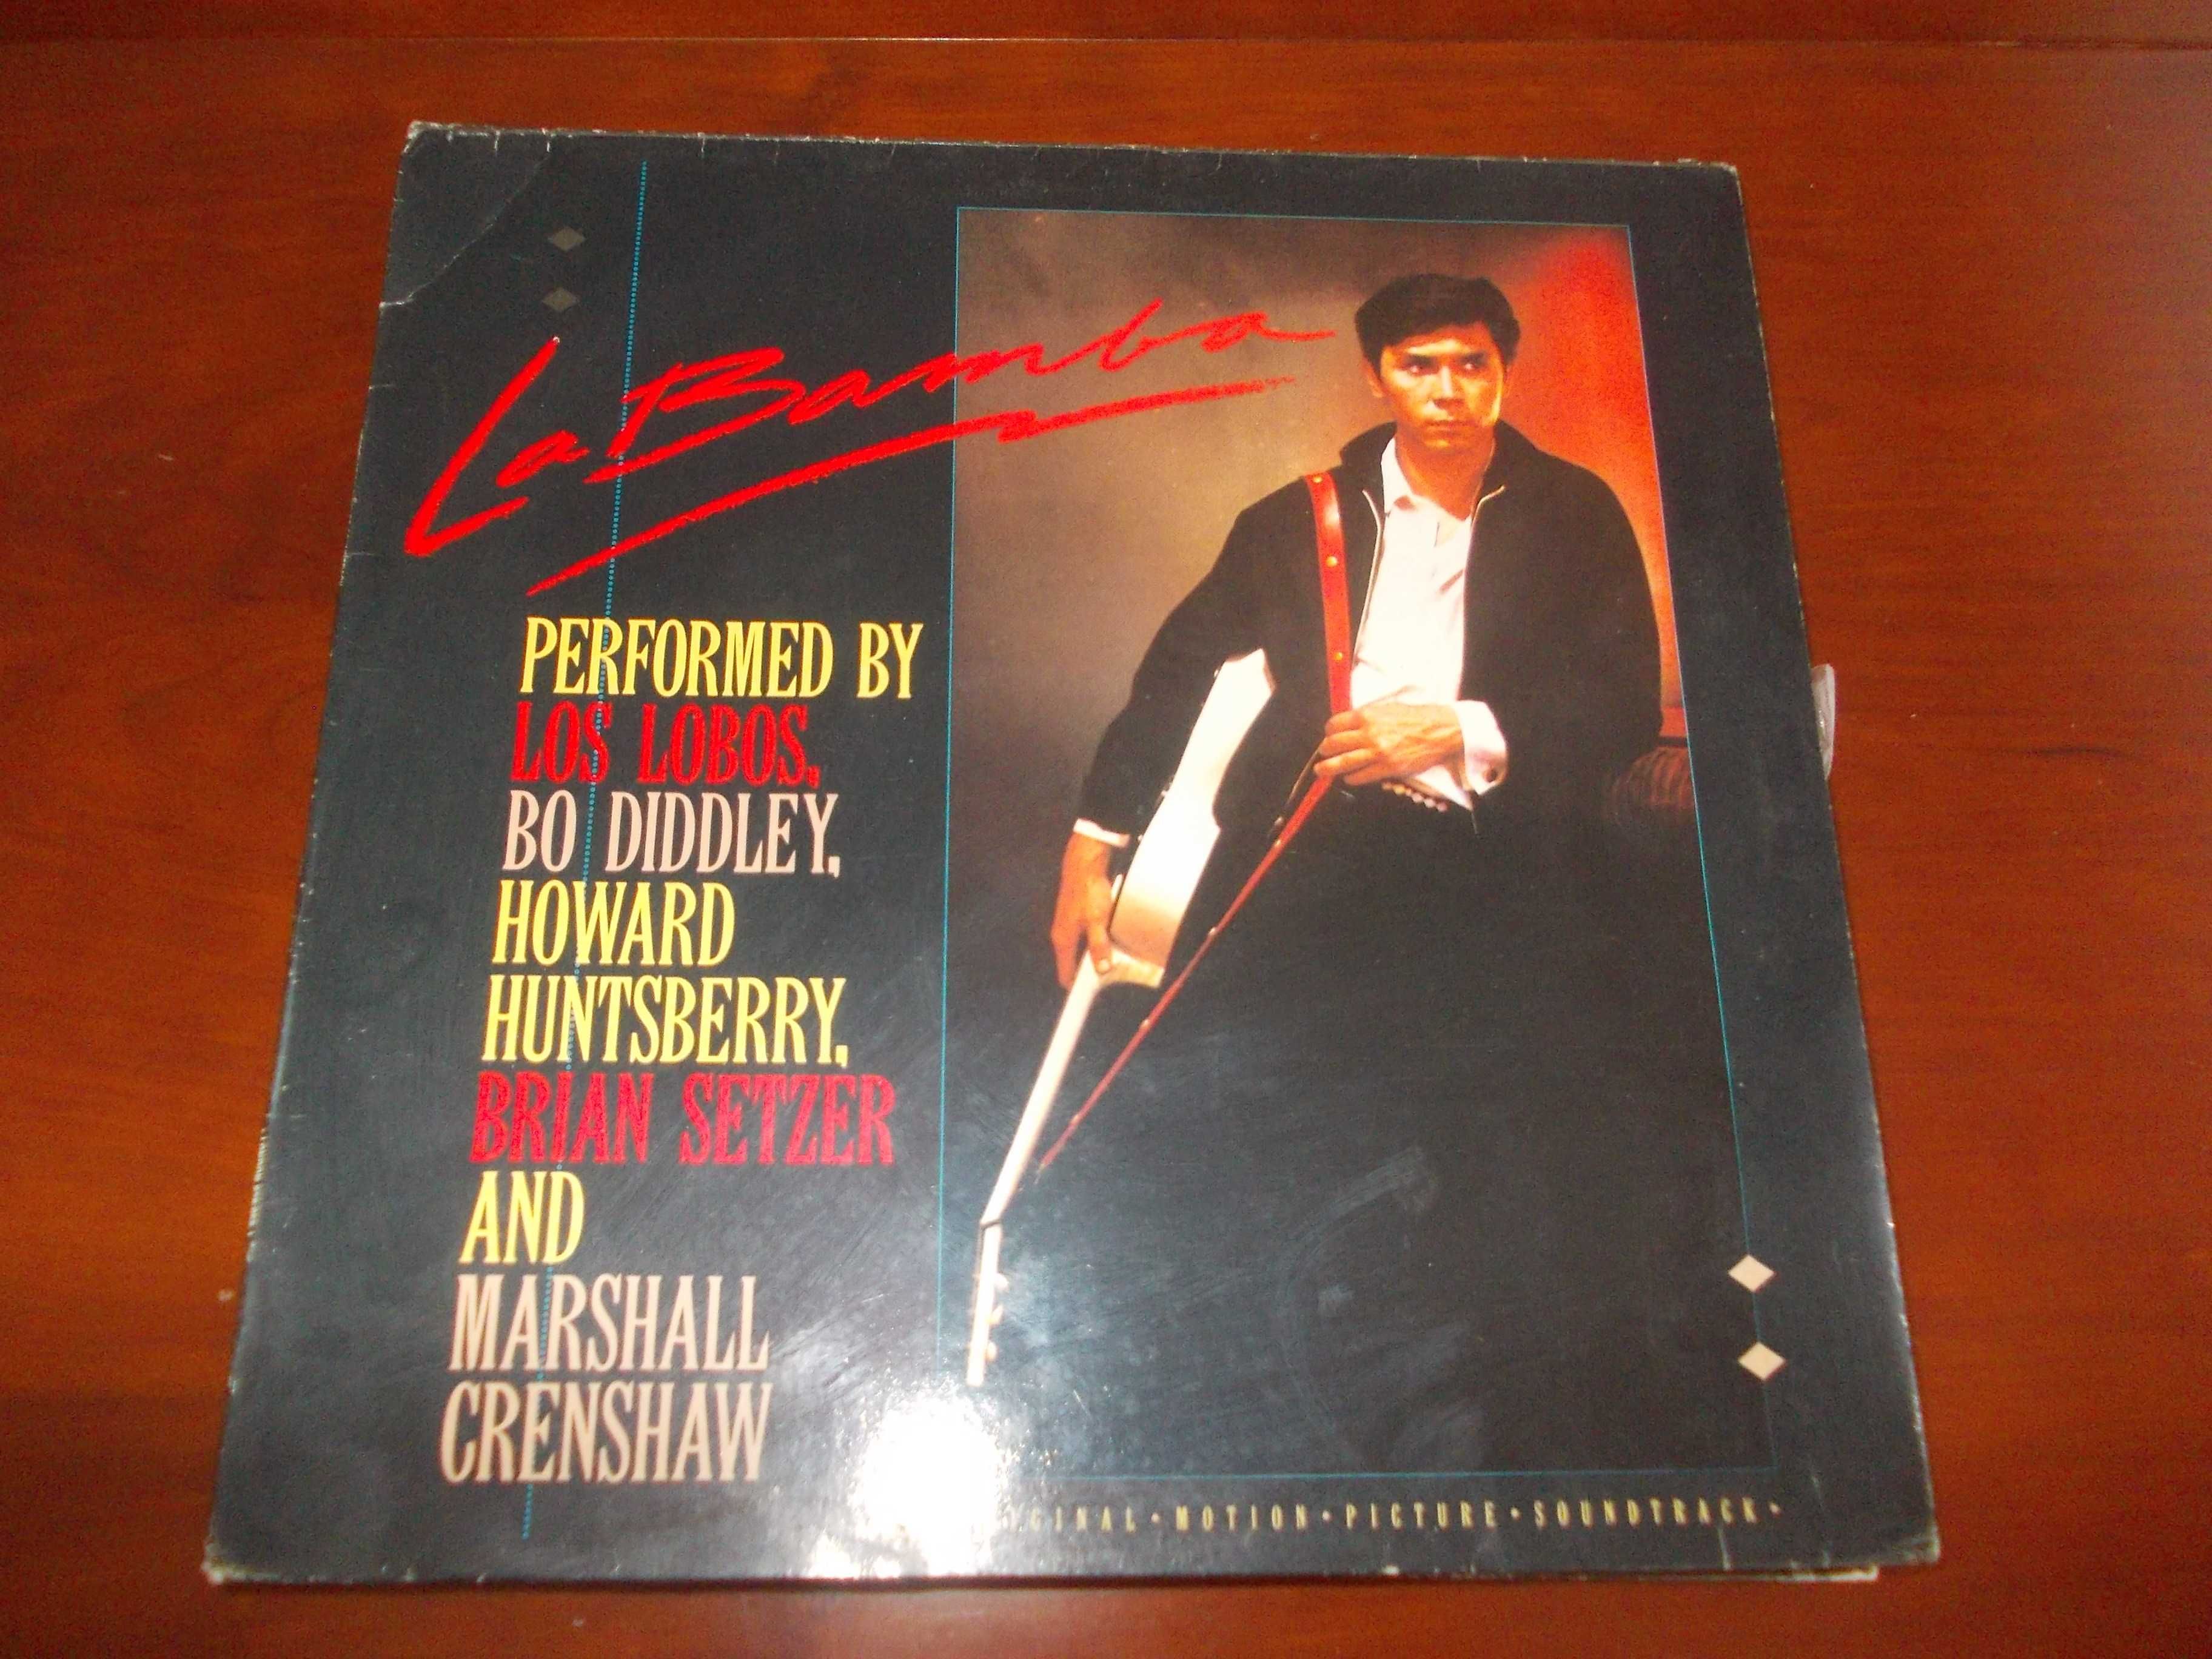 La Bamba
PERFORMED BY
LOS LOBOS,
BO DIDDLEY,
HOWARD
HUNTSBERRY,
BRIAN SETZER
AND
MARSHALL
CRENSHAW
• MOTION • PICTURE • SOUNDTRACK •